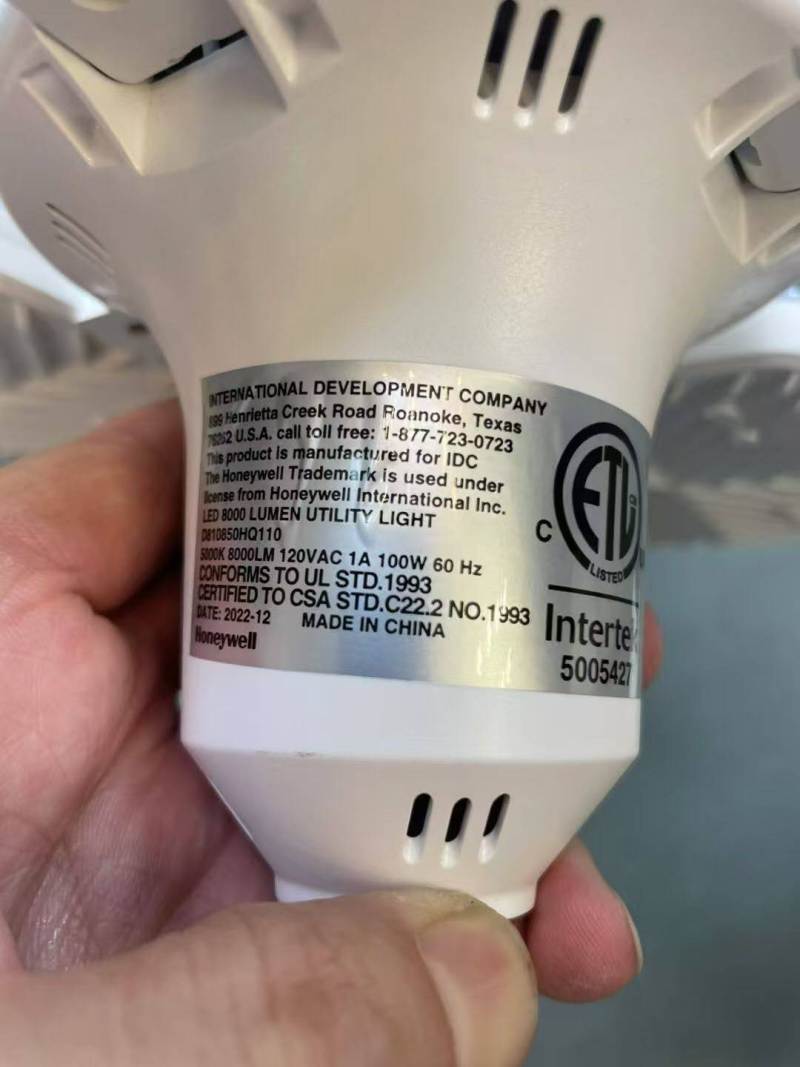 INTERNATIONAL DEVELOPMENT COMPANY
899 Henrietta Creek Road Roanoke, Texas
76262 U.S.A. call toll free: 1-877-723-0723
This product is manufactured for IDC
The Honeywell Trademark is used under
license from Honeywell International Inc.
LED 8000 LUMEN UTILITY LIGHT
D810850HQ110
5000K 8000LM 120VAC 1A 100W 60 Hz
CONFORMS TO UL STD.1993
CERTIFIED TO CSA STD.C22.2 NO.1993
DATE: 2022-12 MADE IN CHINA
Honeywell
C ETL
LISTED
Intertek
5005427